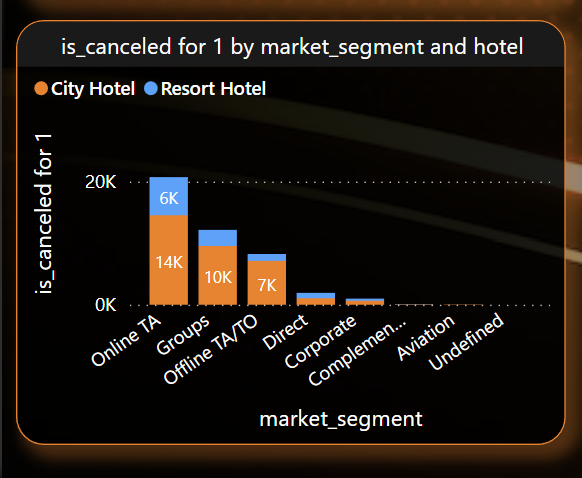 is_canceled for 1 by market_segment and hotel
City Hotel Resort Hotel
is_canceled for 1
20K
0K
6K
14K
10K
7K
Online TA
Groups
Offline TA/TO
Direct
Corporate
Complemen...
Aviation
Undefined
market_segment